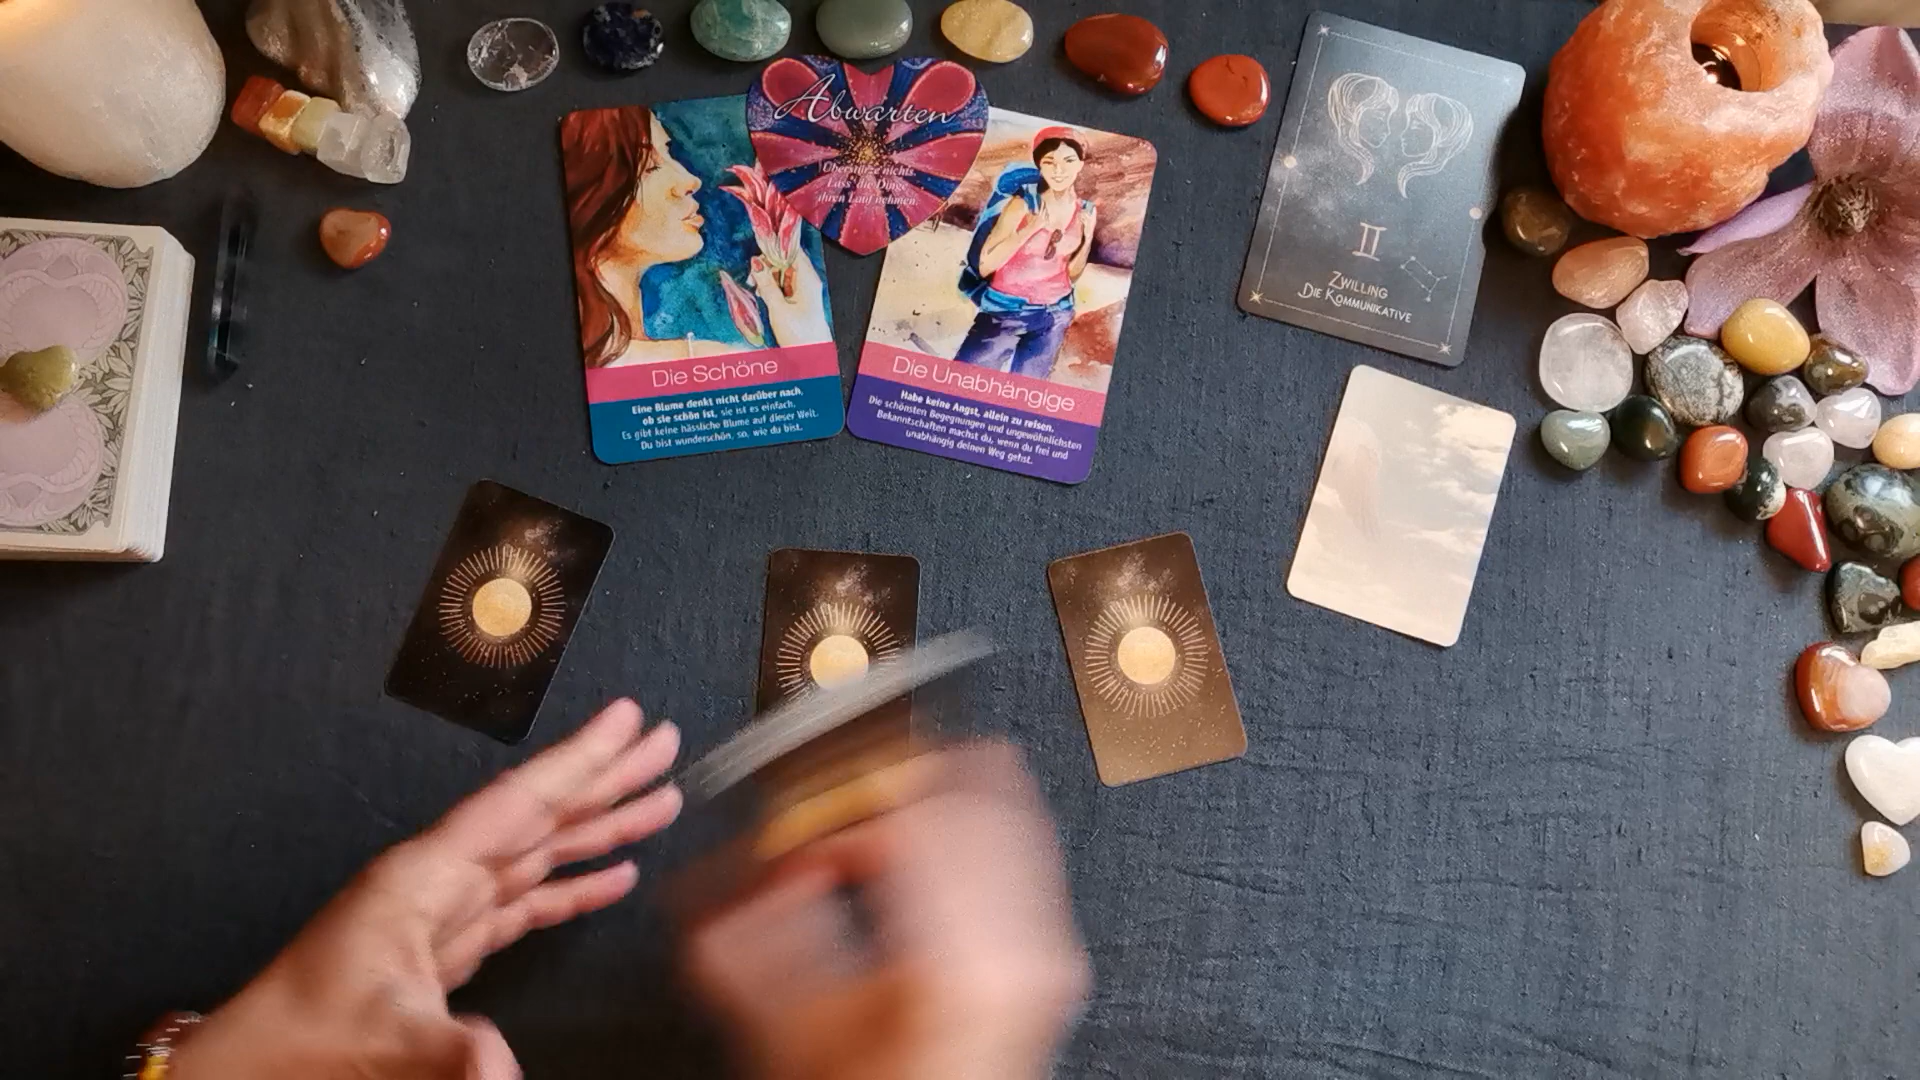 Abwarten
Überstürze nichts.
Lass die Dinge
ihren Lauf nehmen.
Die Schöne
Eine Blume denkt nicht darüber nach,
ob sie schön ist, sie ist es einfach.
Es gibt keine hässliche Blume auf dieser Welt.
Du bist wunderschön, so, wie du bist.
Die Unabhängige
Habe keine Angst, allein zu reisen.
Die schönsten Begegnungen und ungewöhnlichsten
Bekanntschaften machst du, wenn du frei und
unabhängig deinen Weg gehst.
Zwilling
Die Kommunikative